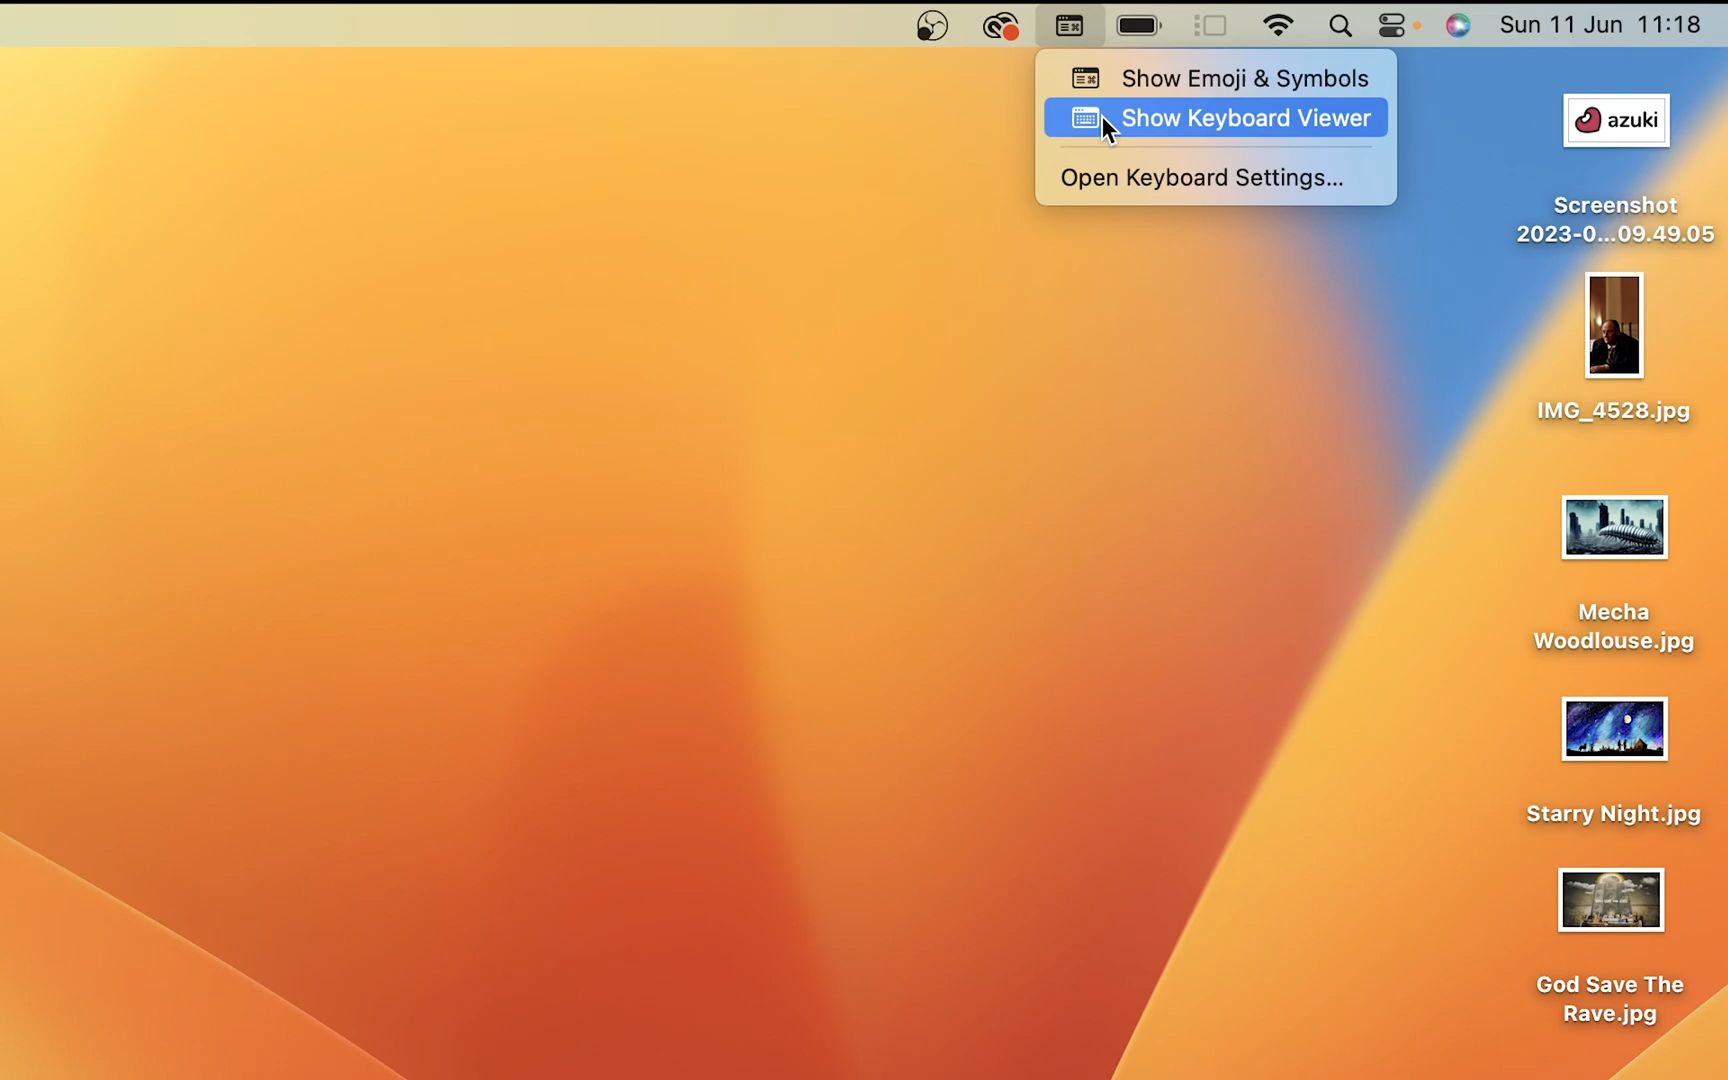 Sun 11 Jun 11:18
Show Emoji & Symbols
Show Keyboard Viewer
Open Keyboard Settings...
azuki
Screenshot
2023-0...09.49.05
IMG_4528.jpg
Mecha
Woodlouse.jpg
Starry Night.jpg
God Save The
Rave.jpg